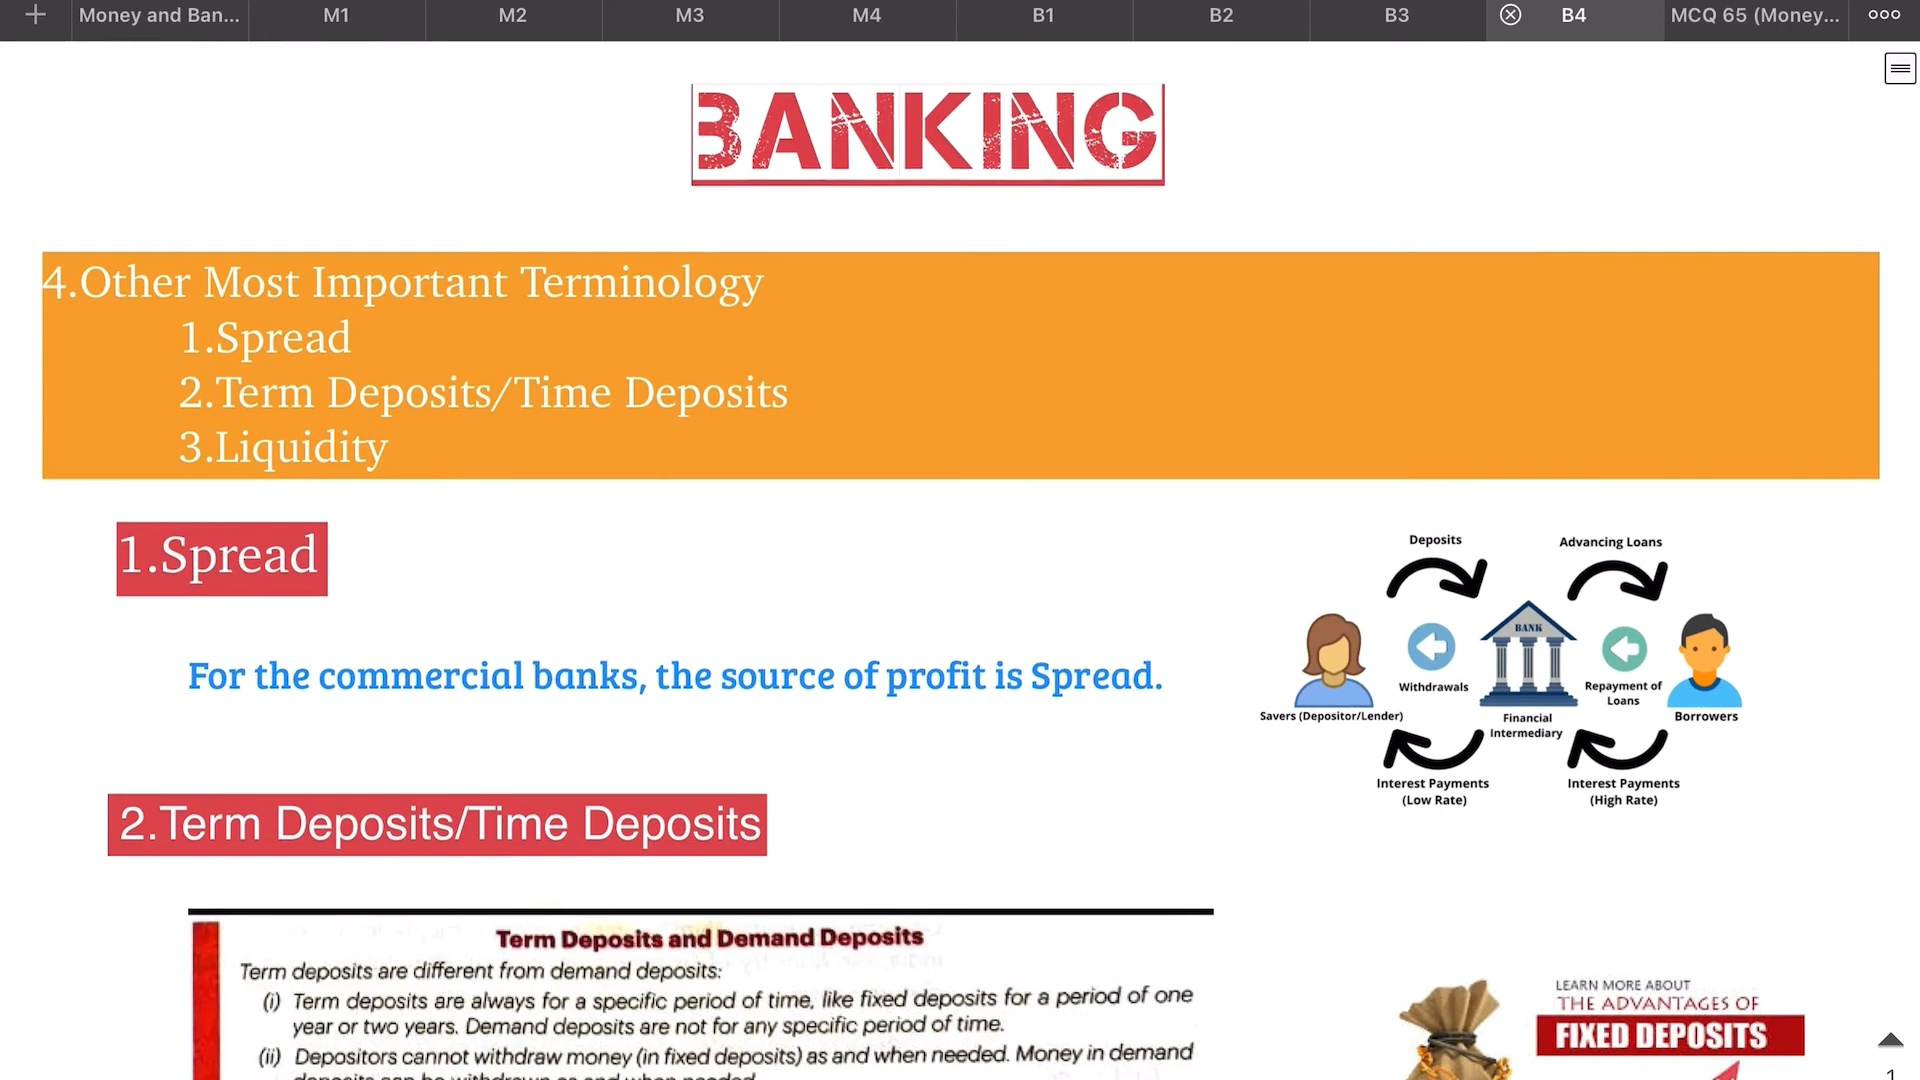 Money and Ban...
M1
M2
M3
M4
B1
B2
B3
B4
MCQ 65 (Money...
BANKING
4.Other Most Important Terminology
1.Spread
2.Term Deposits/Time Deposits
3.Liquidity
1.Spread
For the commercial banks, the source of profit is Spread.
Deposits
Advancing Loans
BANK
Withdrawals
Repayment of
Loans
Savers (Depositor/Lender)
Financial
Intermediary
Borrowers
Interest Payments
(Low Rate)
Interest Payments
(High Rate)
2.Term Deposits/Time Deposits
Term Deposits and Demand Deposits
Term deposits are different from demand deposits:
(i) Term deposits are always for a specific period of time, like fixed deposits for a period of one
year or two years. Demand deposits are not for any specific period of time.
(ii) Depositors cannot withdraw money (in fixed deposits) as and when needed. Money in demand
LEARN MORE ABOUT
THE ADVANTAGES OF
FIXED DEPOSITS